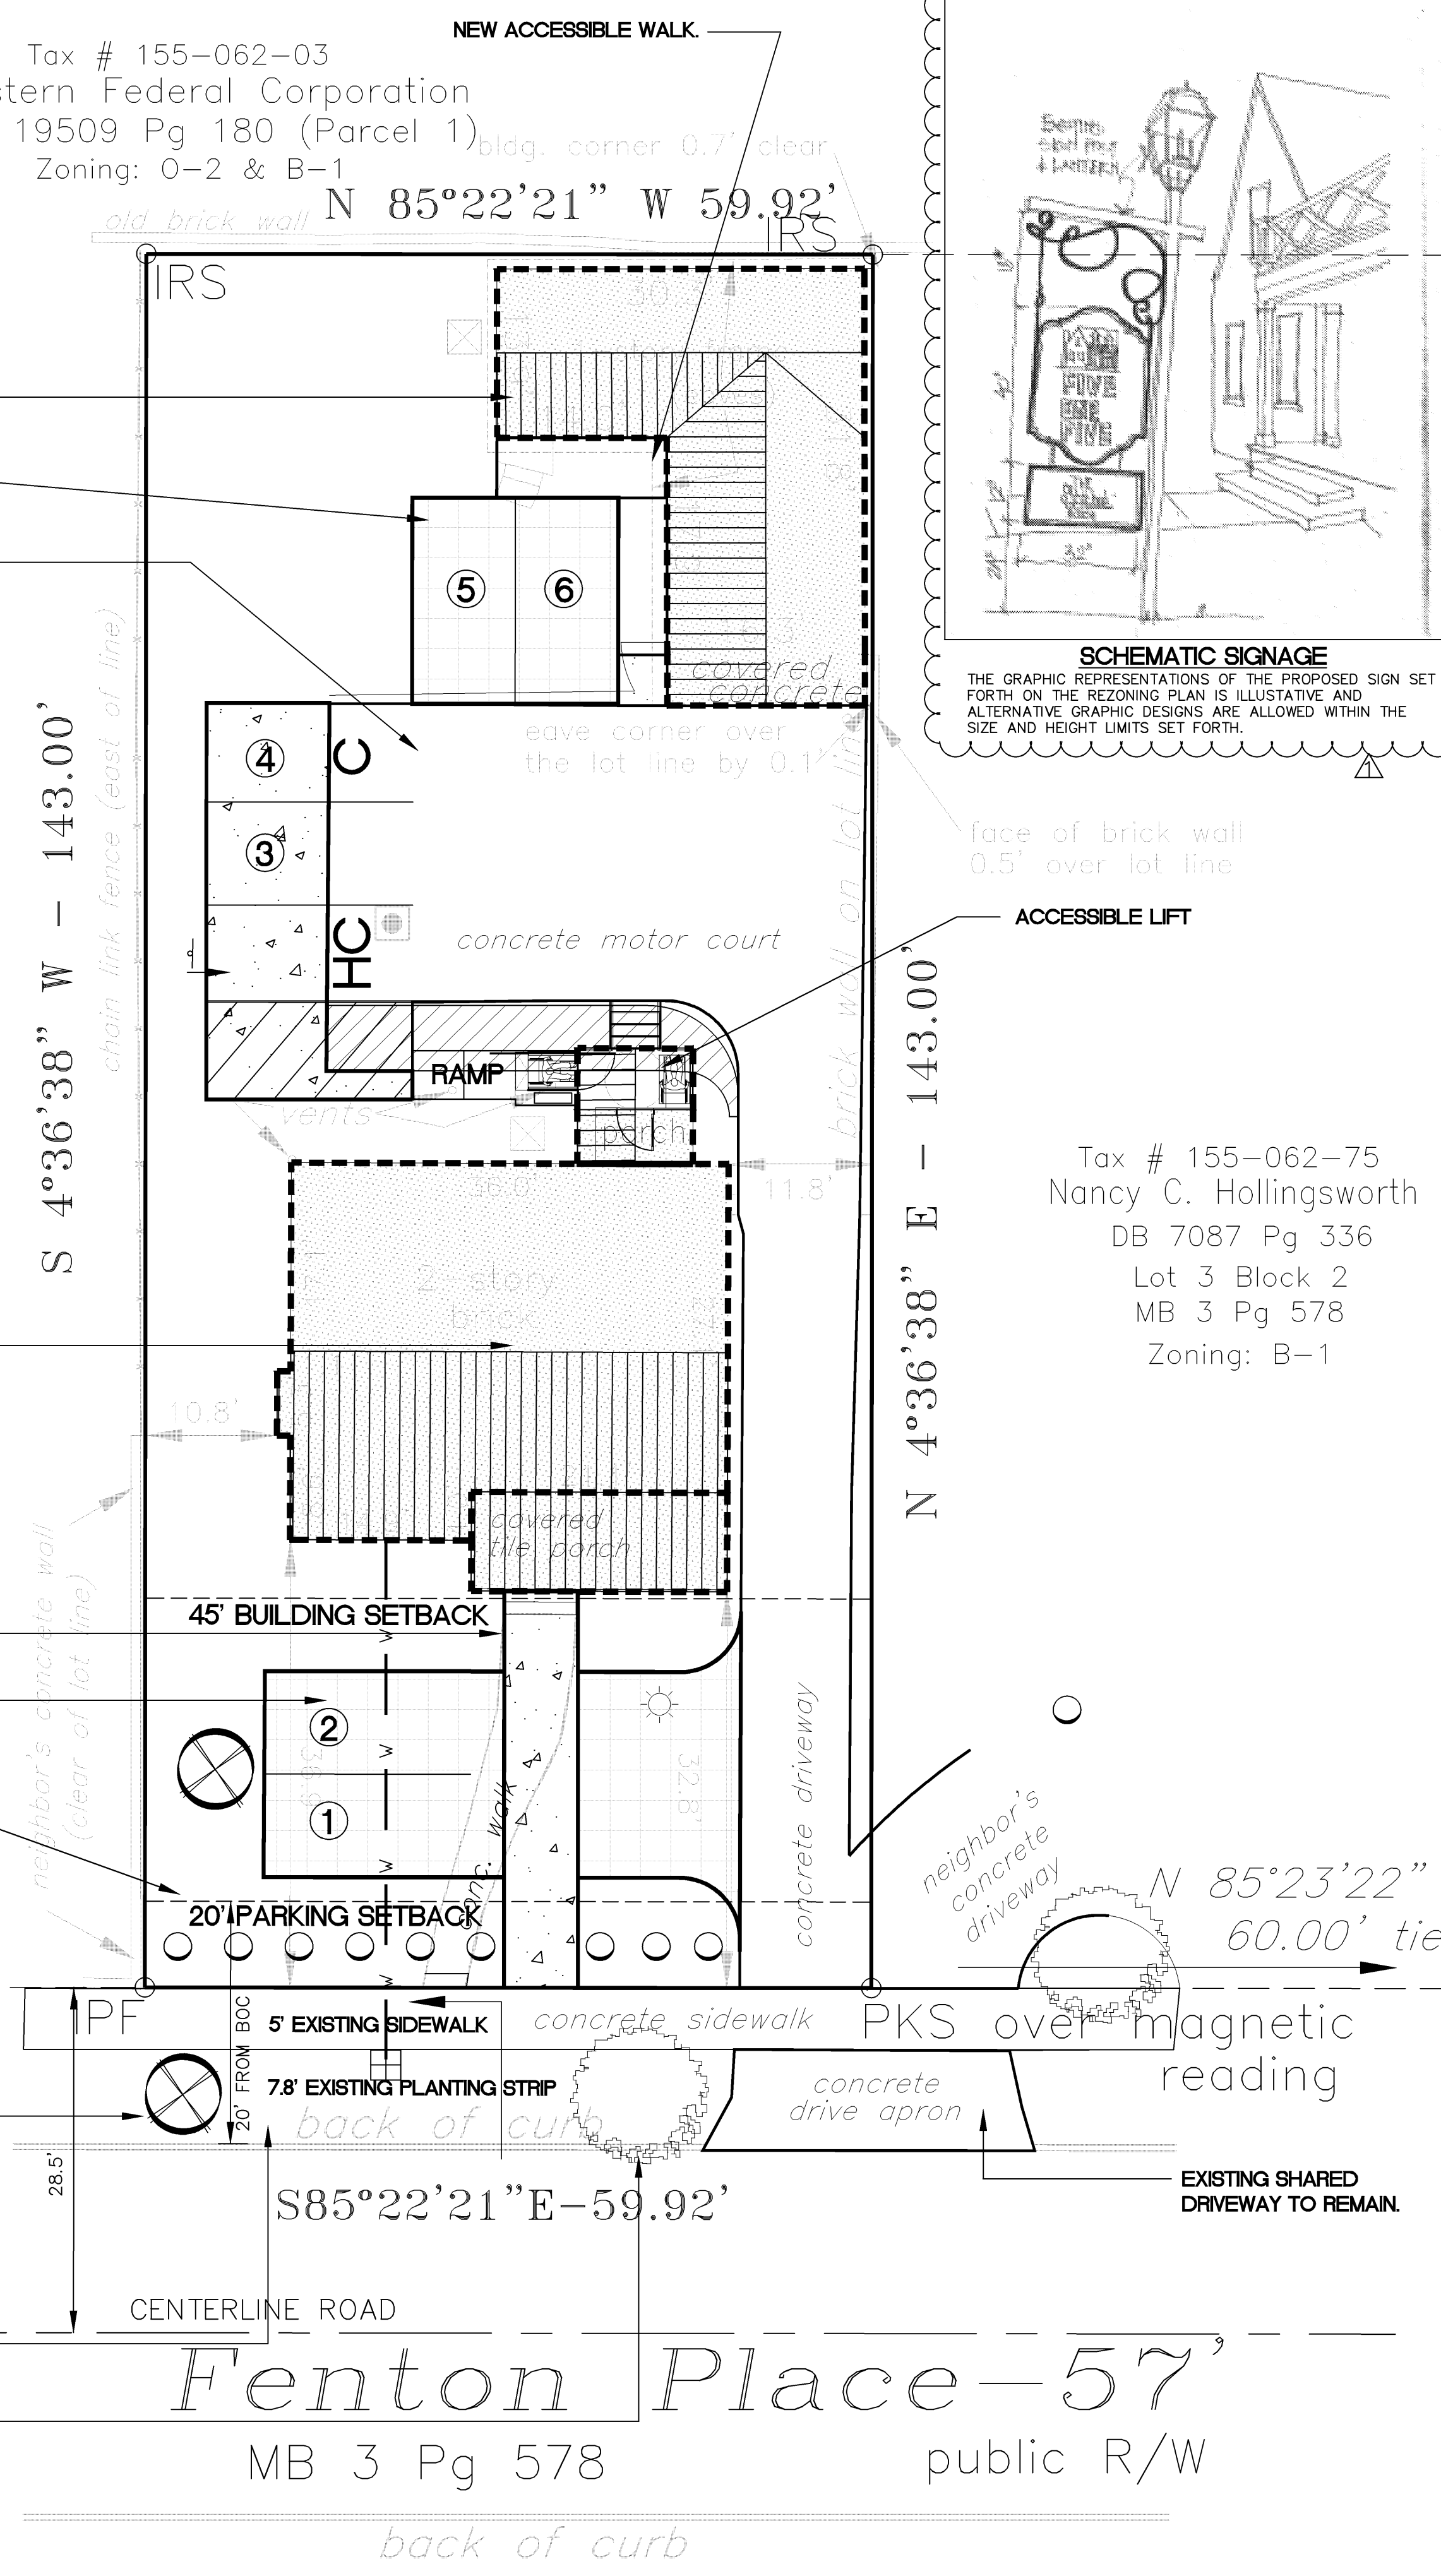 NEW ACCESSIBLE WALK.
Tax # 155-062-03
stern Federal Corporation
19509 Pg 180 (Parcel 1)
Zoning: O-2 & B-1
bldg. corner 0.7' clear
N 85°22'21" W 59.92'
old brick wall
IRS
IRS
FIVE
ONE
FIVE
32"
SCHEMATIC SIGNAGE
THE GRAPHIC REPRESENTATIONS OF THE PROPOSED SIGN SET
FORTH ON THE REZONING PLAN IS ILLUSTATIVE AND
ALTERNATIVE GRAPHIC DESIGNS ARE ALLOWED WITHIN THE
SIZE AND HEIGHT LIMITS SET FORTH.
1
5
6
covered
concrete
eave corner over
the lot line by 0.1'
4
C
3
HC
face of brick wall
0.5' over lot line
ACCESSIBLE LIFT
concrete motor court
chain link fence (east of line)
S 4°36'38" W - 143.00'
brick wall on lot line
N 4°36'38" E - 143.00'
RAMP
vents
porch
11.8'
Tax # 155-062-75
Nancy C. Hollingsworth
DB 7087 Pg 336
Lot 3 Block 2
MB 3 Pg 578
Zoning: B-1
2-story
brick
10.8'
covered
tile porch
neighbor's concrete wall
(clear of lot line)
45' BUILDING SETBACK
W
2
W
38.9'
32.8'
1
W
conc. walk
concrete driveway
neighbor's
concrete
driveway
N 85°23'22"
60.00' tie
20' PARKING SETBACK
W
IPF
5' EXISTING SIDEWALK
concrete sidewalk
PKS over magnetic
reading
20' FROM BOC
7.8' EXISTING PLANTING STRIP
concrete
drive apron
back of curb
28.5'
EXISTING SHARED
DRIVEWAY TO REMAIN.
S85°22'21"E-59.92'
CENTERLINE ROAD
Fenton Place-57'
MB 3 Pg 578
public R/W
back of curb